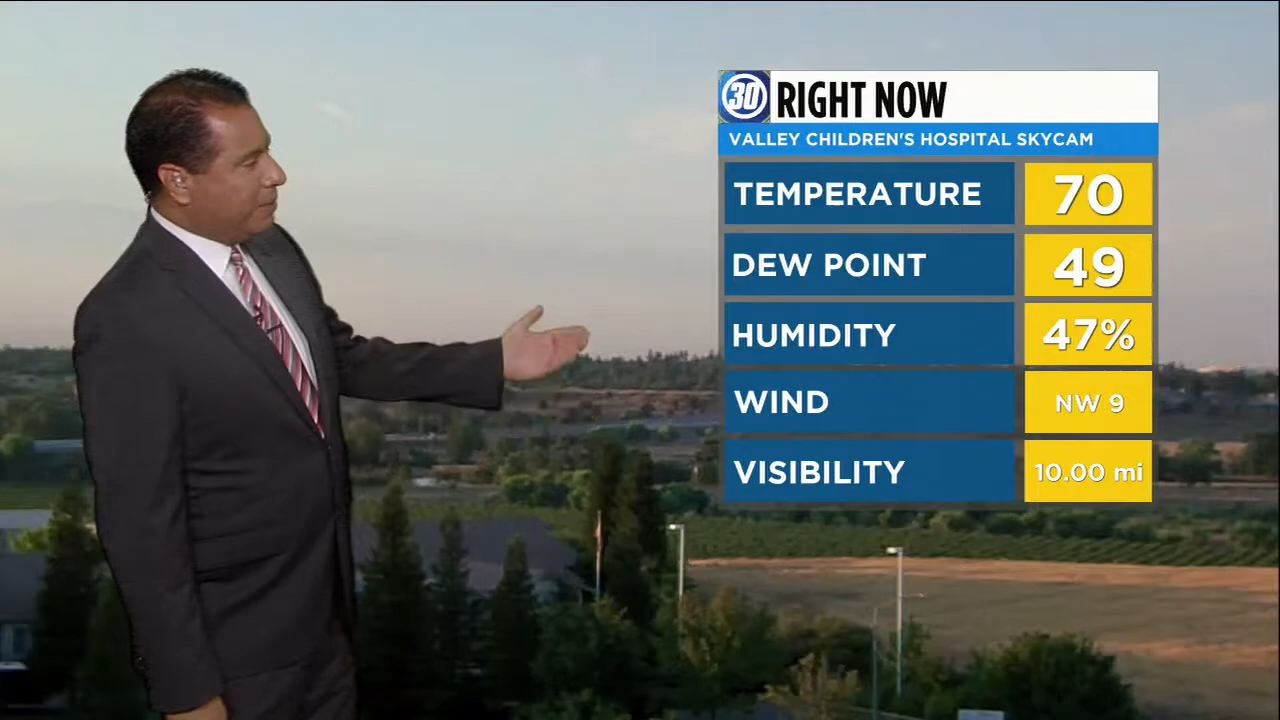 30 RIGHT NOW
VALLEY CHILDREN'S HOSPITAL SKYCAM
TEMPERATURE 70
DEW POINT 49
HUMIDITY 47%
WIND NW 9
VISIBILITY 10.00 mi